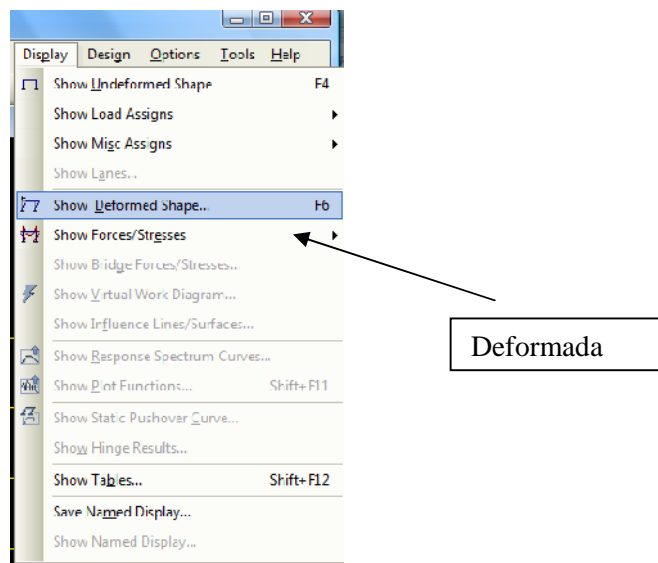 Display Design Options Tools Help
Show Undeformed Shape F4
Show Load Assigns
Show Misc Assigns
Show Lanes...
Show Deformed Shape... F6
Show Forces/Stresses
Show Bridge Forces/Stresses...
Show Virtual Work Diagram...
Show Influence Lines/Surfaces...
Show Response Spectrum Curves...
Show Plot Functions... Shift+F11
Show Static Pushover Curve...
Show Hinge Results...
Show Tables... Shift+F12
Save Named Display...
Show Named Display...
Deformada